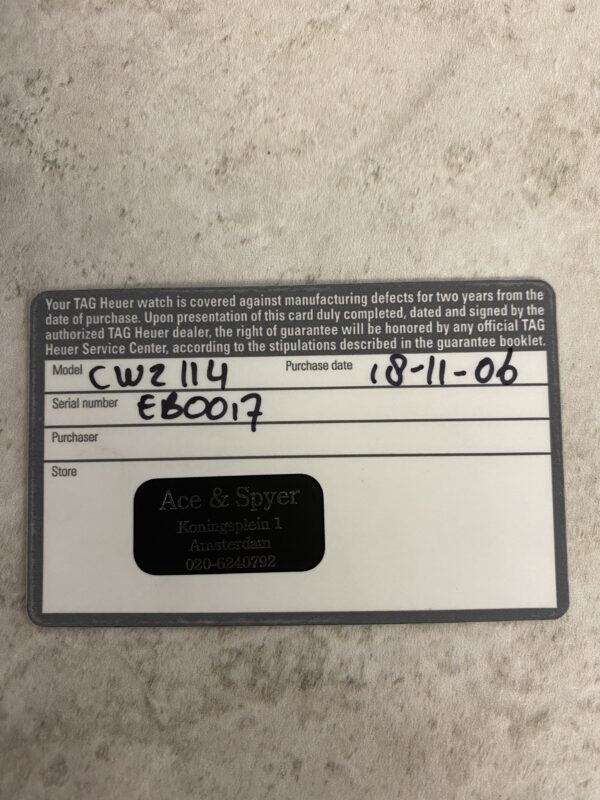 Your TAG Heuer watch is covered against manufacturing defects for two years from the
date of purchase. Upon presentation of this card duly completed, dated and signed by the
authorized TAG Heuer dealer, the right of guarantee will be honored by any official TAG
Heuer Service Center, according to the stipulations described in the guarantee booklet.
Model CW2114 Purchase date 18-11-06
Serial number EB0017
Purchaser
Store
Ace & Spyer
Koningsplein 1
Amsterdam
020-6240792